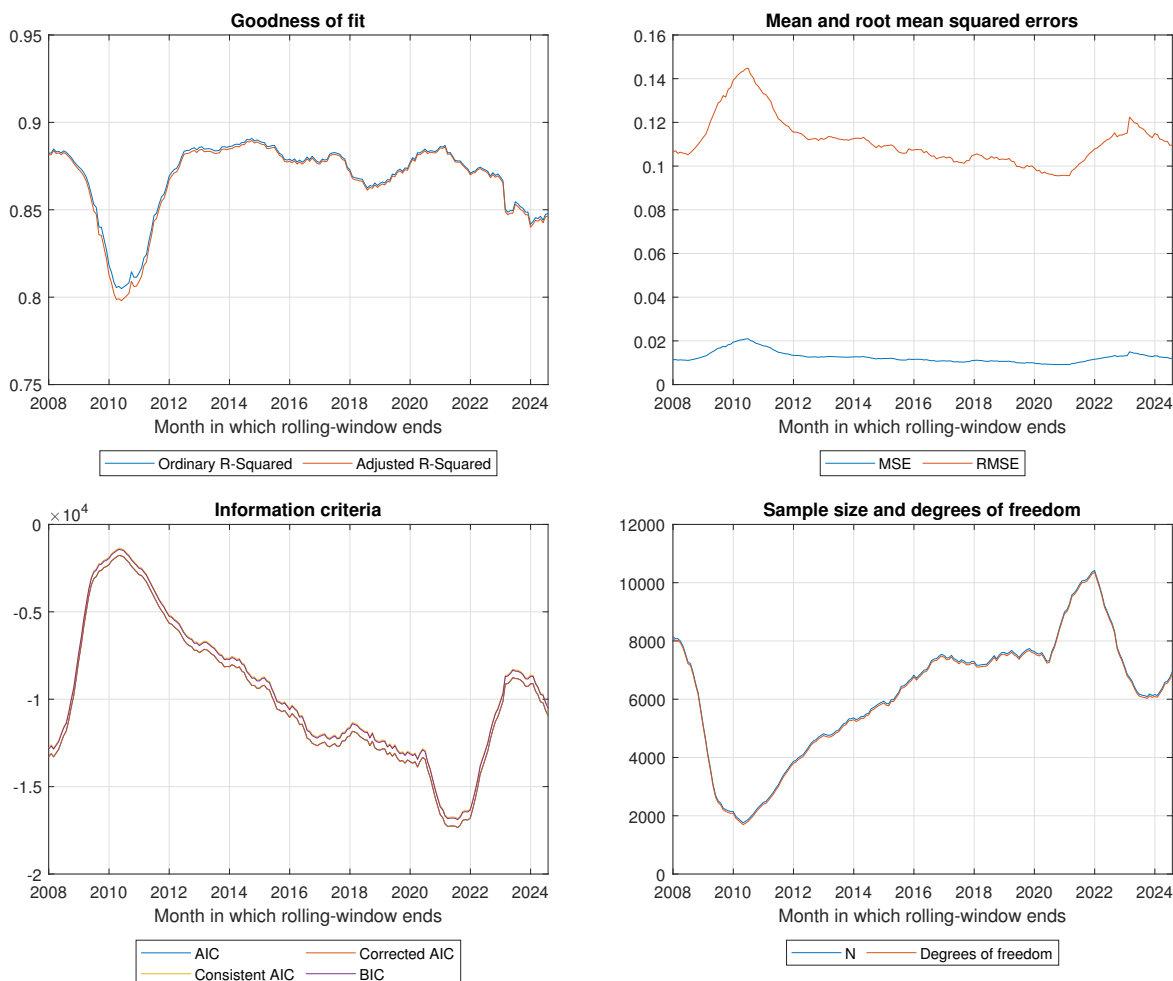 Goodness of fit
0.95
0.9
0.85
0.8
0.75
2008 2010 2012 2014 2016 2018 2020 2022 2024
Month in which rolling-window ends
Ordinary R-Squared Adjusted R-Squared
Mean and root mean squared errors
0.16
0.14
0.12
0.1
0.08
0.06
0.04
0.02
0
2008 2010 2012 2014 2016 2018 2020 2022 2024
Month in which rolling-window ends
MSE RMSE
Information criteria
×10⁴
0
-0.5
-1
-1.5
-2
2008 2010 2012 2014 2016 2018 2020 2022 2024
Month in which rolling-window ends
AIC Corrected AIC
Consistent AIC BIC
Sample size and degrees of freedom
12000
10000
8000
6000
4000
2000
0
2008 2010 2012 2014 2016 2018 2020 2022 2024
Month in which rolling-window ends
N Degrees of freedom